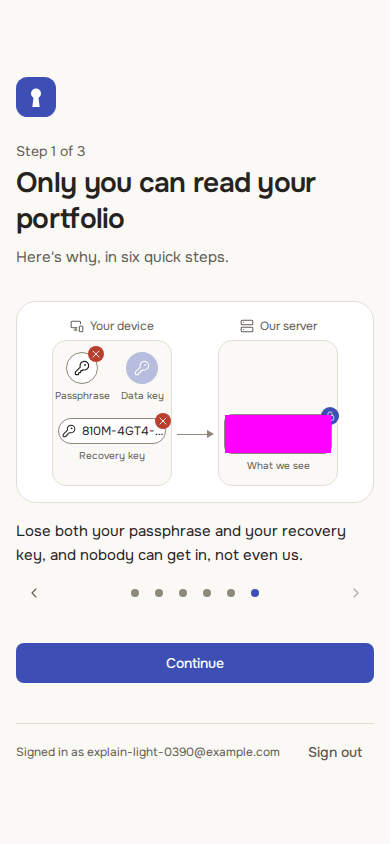 Step 1 of 3
Only you can read your
portfolio
Here's why, in six quick steps.
Your device
Our server
Passphrase
Data key
810M-4GT4-...
Recovery key
What we see
Lose both your passphrase and your recovery
key, and nobody can get in, not even us.
Continue
Signed in as explain-light-0390@example.com
Sign out